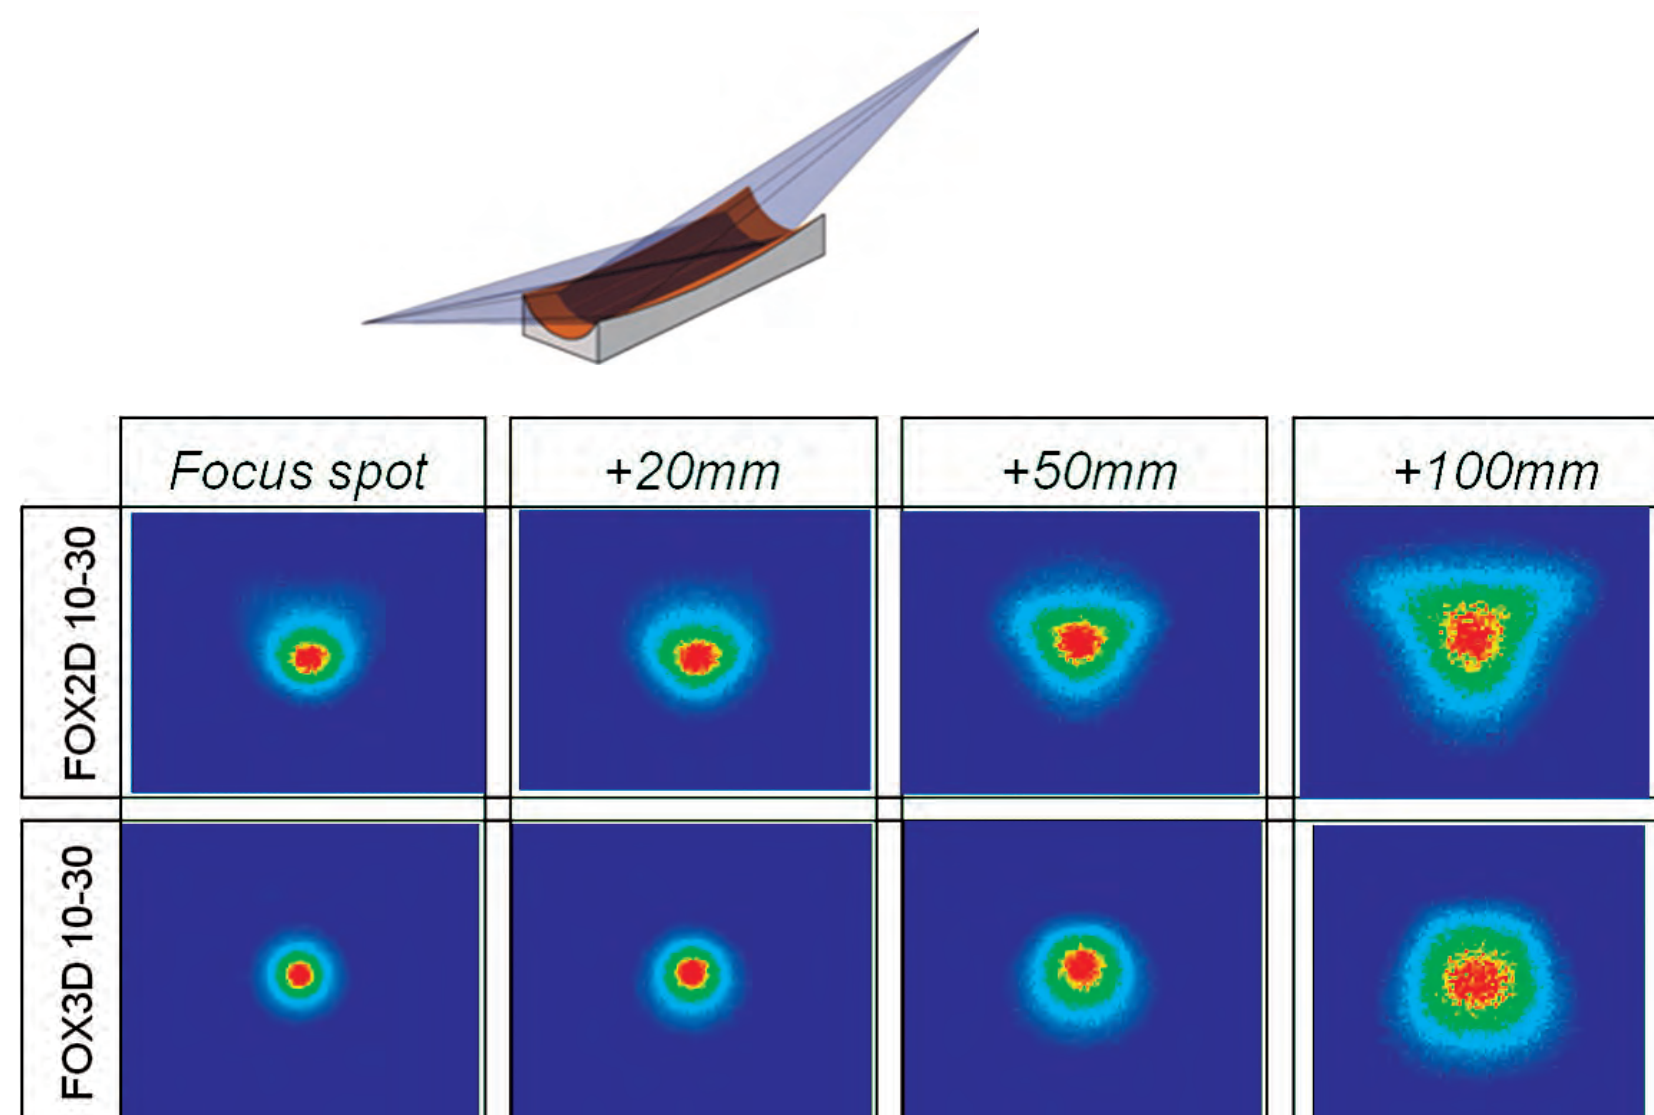 Focus spot
+20mm
+50mm
+100mm
FOX2D 10-30
FOX3D 10-30